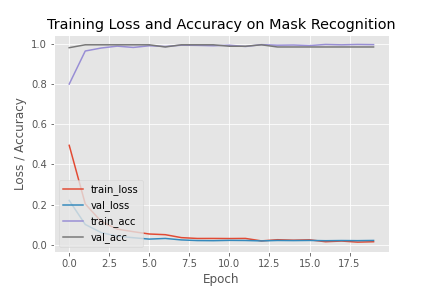 Training Loss and Accuracy on Mask Recognition
1.0
0.8
0.6
0.4
0.2
0.0
Loss / Accuracy
train_loss
val_loss
train_acc
val_acc
0.0 2.5 5.0 7.5 10.0 12.5 15.0 17.5
Epoch